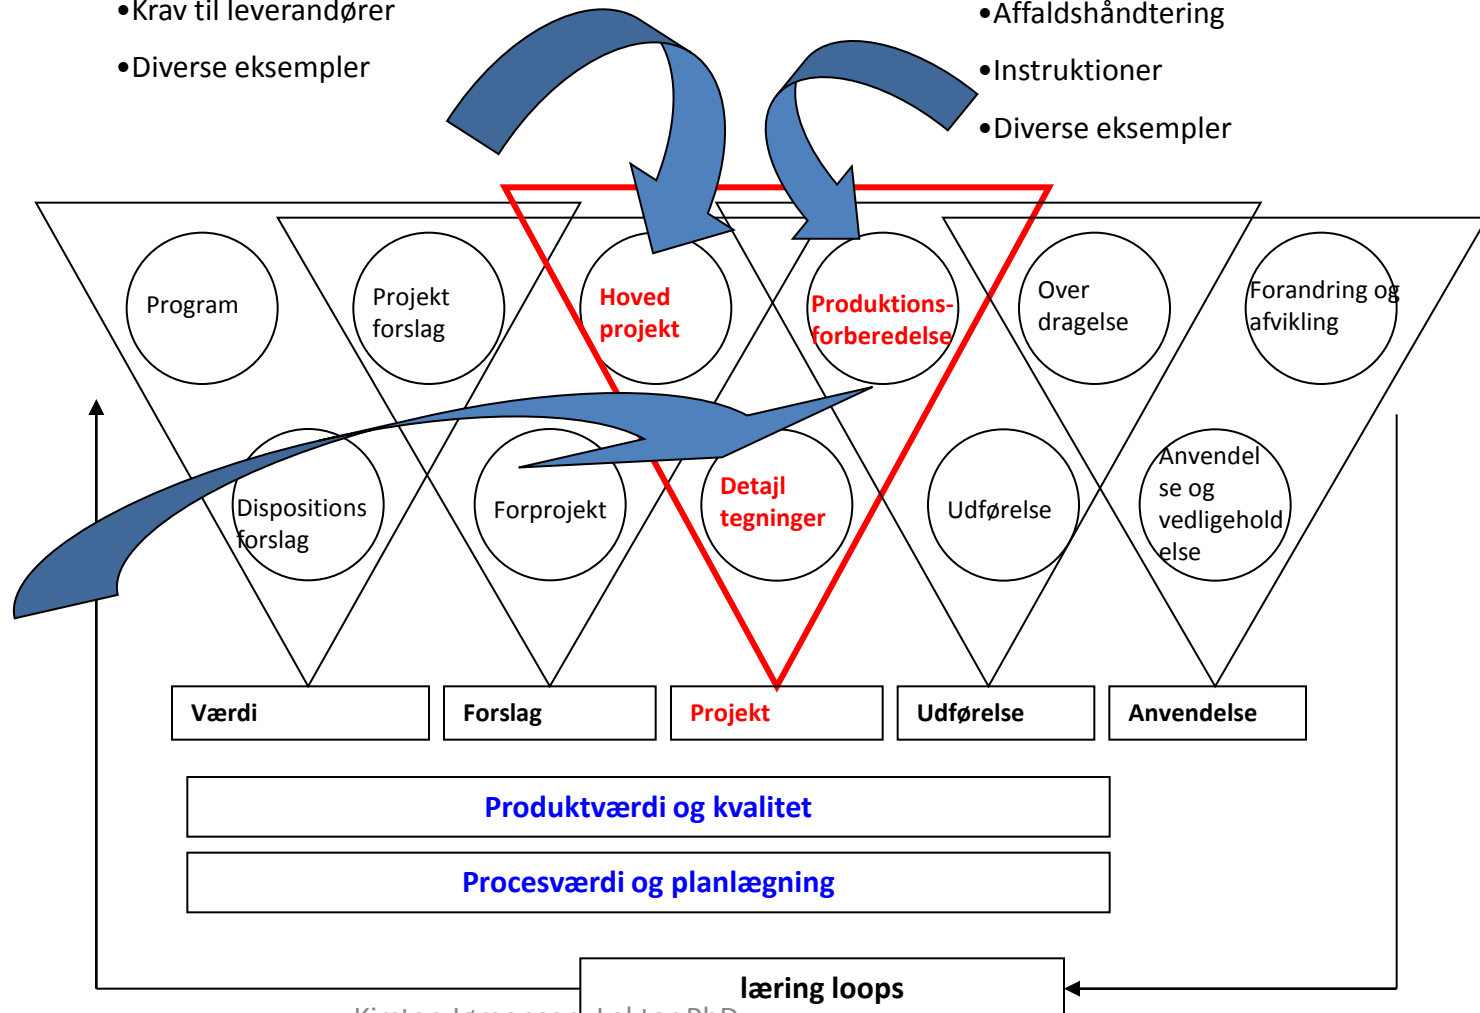 •Krav til leverandører
•Diverse eksempler
•Affaldshåndtering
•Instruktioner
•Diverse eksempler
Program
Projekt
forslag
Hoved
projekt
Produktions-
forberedelse
Over
dragelse
Forandring og
afvikling
Dispositions
forslag
Forprojekt
Detajl
tegninger
Udførelse
Anvendel
se og
vedligehold
else
Værdi
Forslag
Projekt
Udførelse
Anvendelse
Produktværdi og kvalitet
Procesværdi og planlægning
læring loops